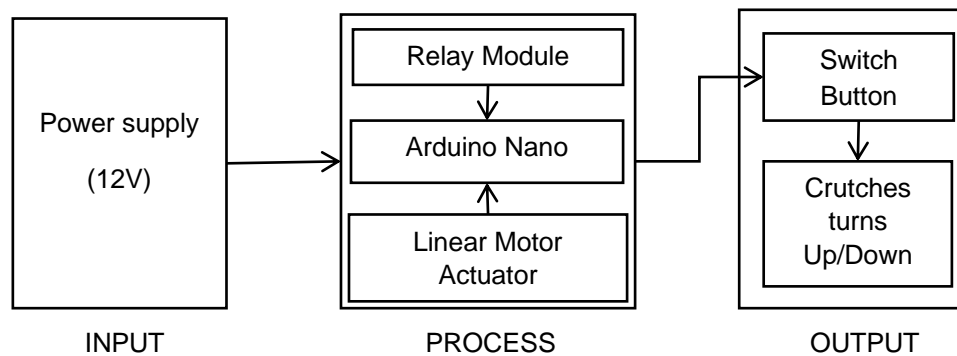 Power supply
(12V)
INPUT
Relay Module
Arduino Nano
Linear Motor
Actuator
PROCESS
Switch
Button
Crutches
turns
Up/Down
OUTPUT